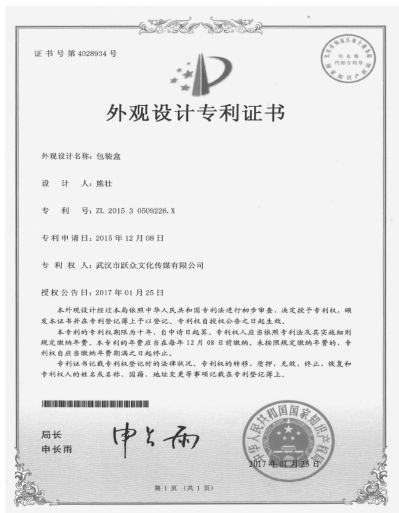 证书号第4028934号
外观设计专利证书
外观设计名称：包装盒
设计人：熊壮
专利号：ZL 2015 3 0509226.X
专利申请日：2015年12月08日
专利权人：武汉市跃众文化传媒有限公司
授权公告日：2017年01月25日
本外观设计经过本局依照中华人民共和国专利法进行初步审查，决定授予专利权，颁
发本证书并在专利登记簿上予以登记。专利权自授权公告之日起生效。
本专利的专利权期限为十年，自申请日起算。专利权人应当依照专利法及其实施细则
规定缴纳年费。本专利的年费应当在每年12月08日前缴纳。未按照规定缴纳年费的，专
利权自应当缴纳年费期满之日起终止。
专利证书记载专利权登记时的法律状况。专利权的转移、质押、无效、终止、恢复和
专利权人的姓名或名称、国籍、地址变更等事项记载在专利登记簿上。
局长
申长雨
申长雨
中华人民共和国国家知识产权局
2017年01月25日
第1页（共1页）